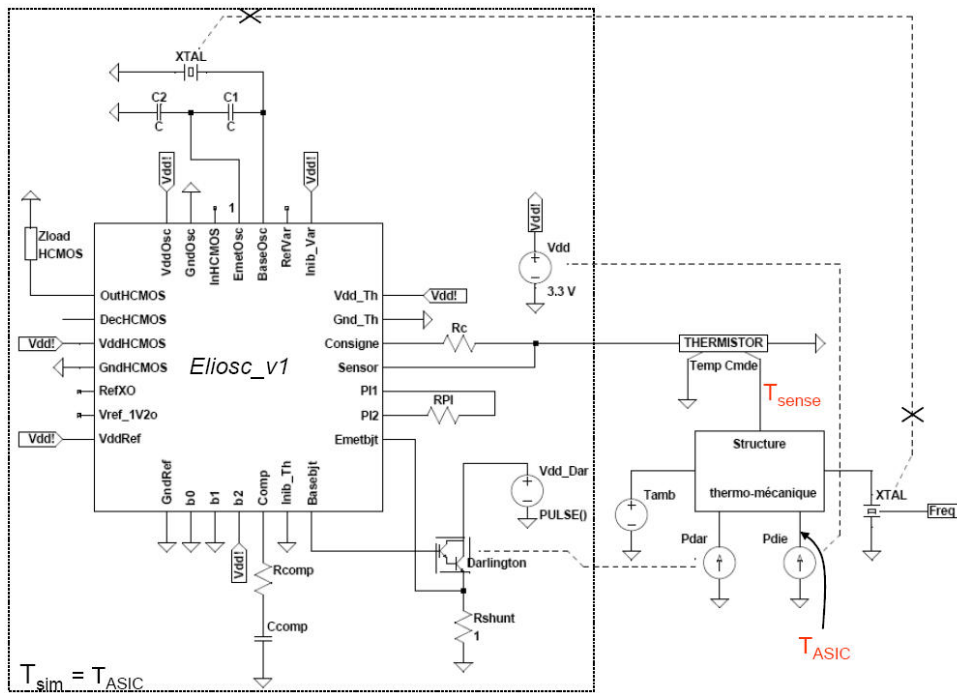 XTAL
C2
C1
C
C
Vdd!
Vdd!
Vdd!
1
Zload
HCMOS
VddOsc
GndOsc
InHCMOS
EmetOsc
BaseOsc
RefVar
Inib_Var
Vdd
3.3 V
OutHCMOS
Vdd_Th
Vdd!
DecHCMOS
Gnd_Th
Rc
Vdd!
VddHCMOS
Consigne
THERMISTOR
GndHCMOS
Eliosc_v1
Sensor
Temp Cmde
RefXO
PI1
Tsense
Vref_1V2o
PI2
RPI
Vdd!
VddRef
Emetbjt
Structure
thermo-mécanique
GndRef
b0
b1
b2
Comp
Inib_Th
Basebjt
Vdd_Dar
PULSE()
Tamb
XTAL
Freq
Vdd!
Darlington
Pdar
Pdie
Rcomp
Rshunt
1
Ccomp
TASIC
Tsim = TASIC